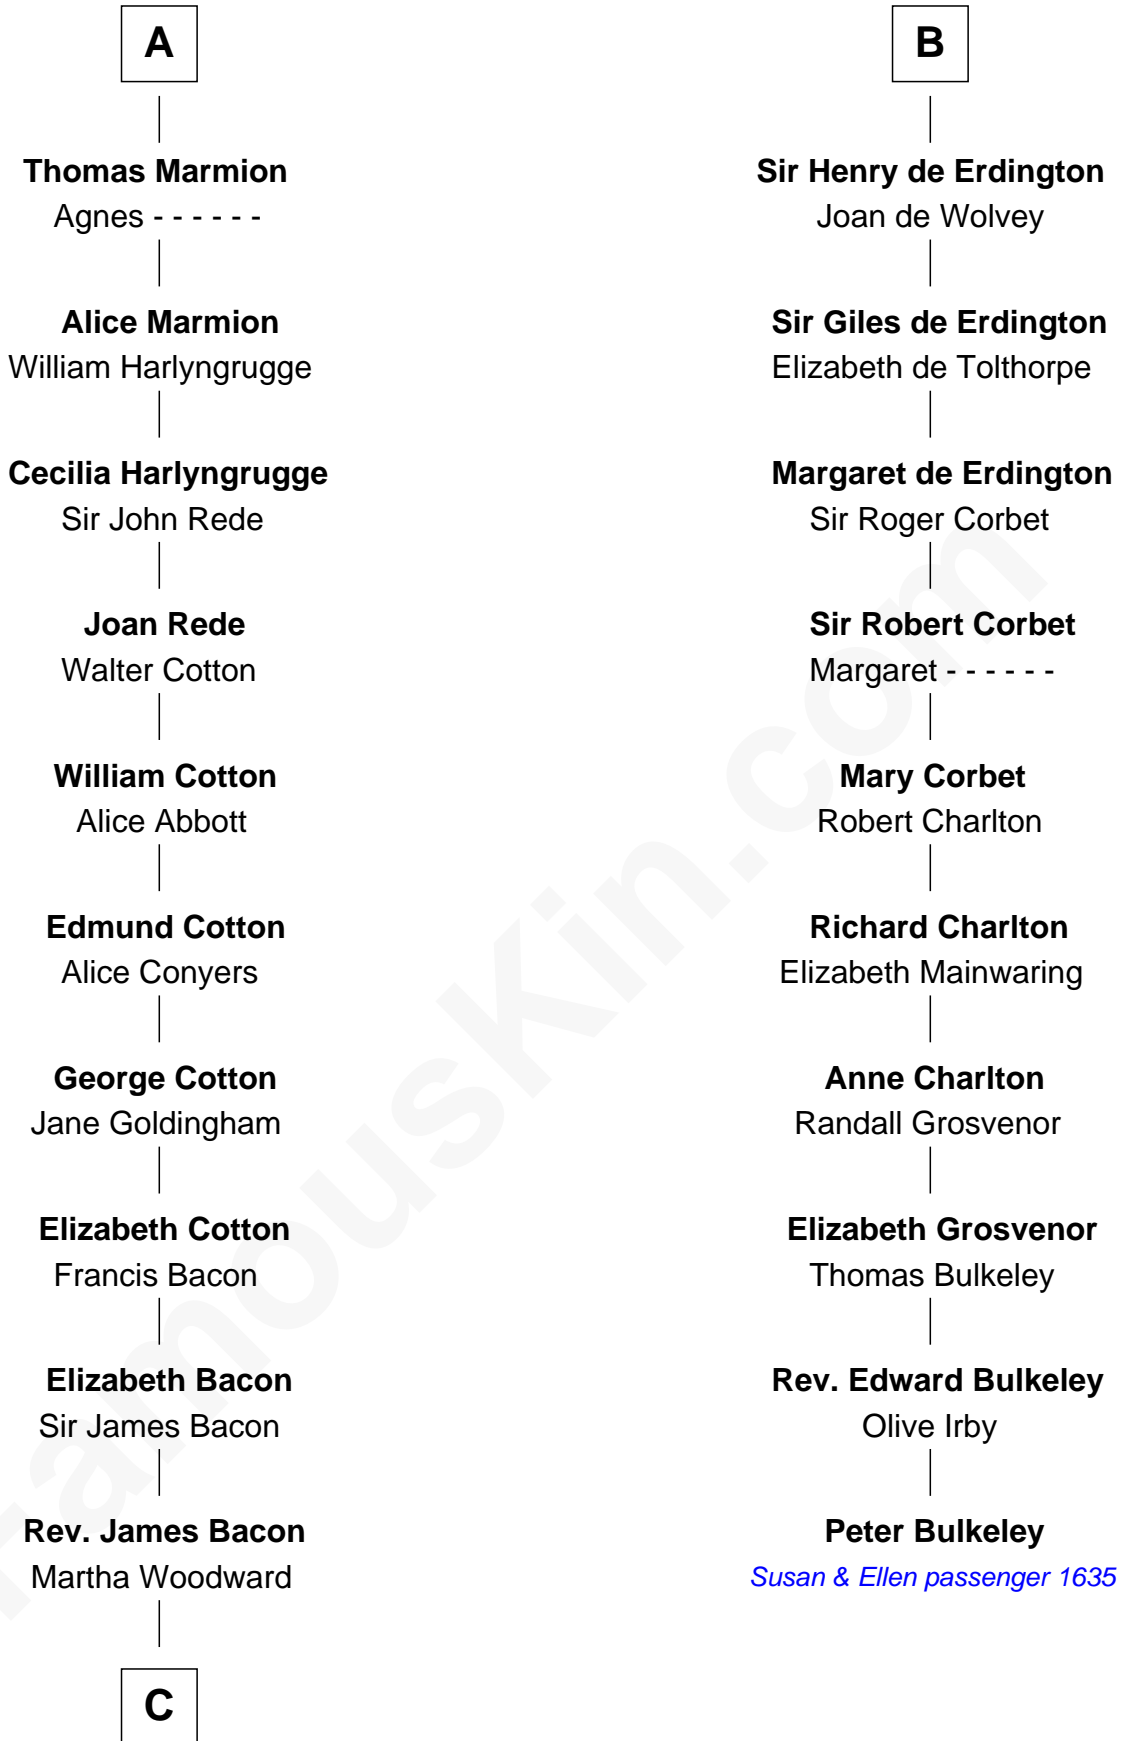 A
Thomas Marmion
Agnes - - - - - -
Alice Marmion
William Harlyngrugge
Cecilia Harlyngrugge
Sir John Rede
Joan Rede
Walter Cotton
William Cotton
Alice Abbott
Edmund Cotton
Alice Conyers
George Cotton
Jane Goldingham
Elizabeth Cotton
Francis Bacon
Elizabeth Bacon
Sir James Bacon
Rev. James Bacon
Martha Woodward
C
B
Sir Henry de Erdington
Joan de Wolvey
Sir Giles de Erdington
Elizabeth de Tolthorpe
Margaret de Erdington
Sir Roger Corbet
Sir Robert Corbet
Margaret - - - - - -
Mary Corbet
Robert Charlton
Richard Charlton
Elizabeth Mainwaring
Anne Charlton
Randall Grosvenor
Elizabeth Grosvenor
Thomas Bulkeley
Rev. Edward Bulkeley
Olive Irby
Peter Bulkeley
Susan & Ellen passenger 1635
FamousKin.com